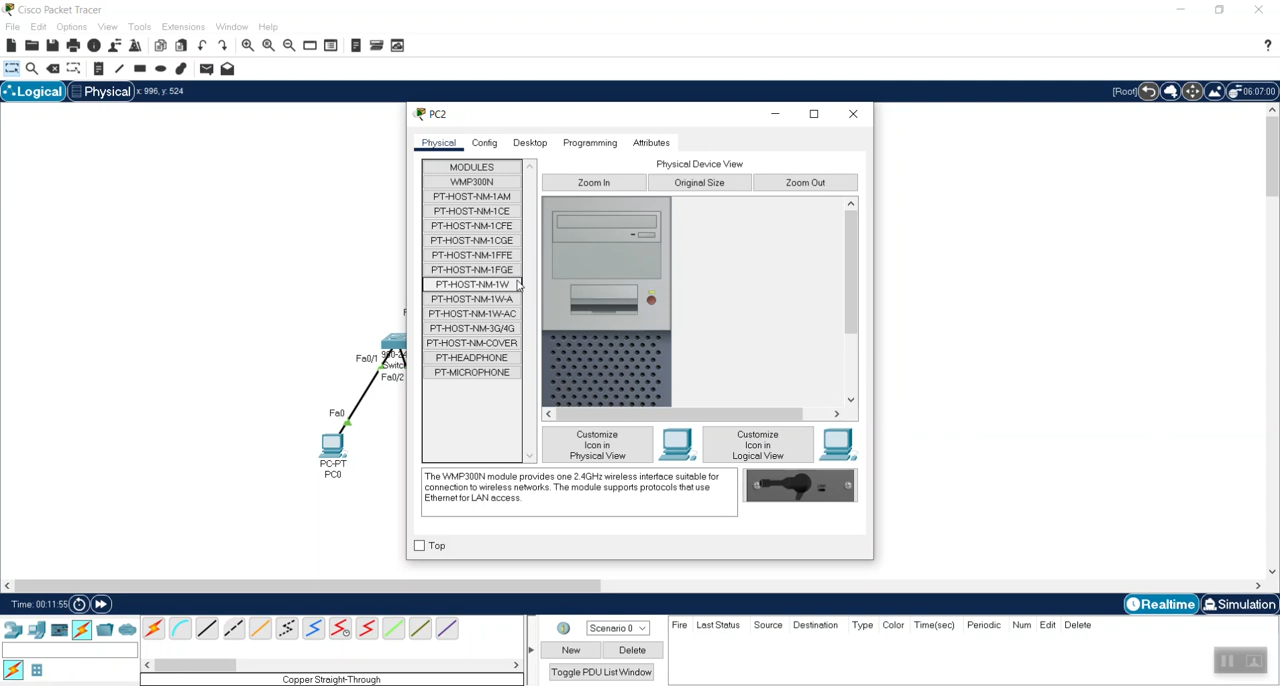 Cisco Packet Tracer
File Edit Options View Tools Extensions Window Help
?
Logical Physical x: 996, y: 524 [Root] 06:07:00
PC2
Physical Config Desktop Programming Attributes
MODULES
WMP300N
PT-HOST-NM-1AM
PT-HOST-NM-1CE
PT-HOST-NM-1CFE
PT-HOST-NM-1CGE
PT-HOST-NM-1FFE
PT-HOST-NM-1FGE
PT-HOST-NM-1W
PT-HOST-NM-1W-A
PT-HOST-NM-1W-AC
PT-HOST-NM-3G/4G
PT-HOST-NM-COVER
PT-HEADPHONE
PT-MICROPHONE
Physical Device View
Zoom In Original Size Zoom Out
Customize
Icon in
Physical View
Customize
Icon in
Logical View
The WMP300N module provides one 2.4GHz wireless interface suitable for
connection to wireless networks. The module supports protocols that use
Ethernet for LAN access.
Top
Fa0/1
Switc
Fa0/2
Fa0
PC-PT
PC0
Time: 00:11:55 Realtime Simulation
Scenario 0
New Delete
Toggle PDU List Window
Fire Last Status Source Destination Type Color Time(sec) Periodic Num Edit Delete
Copper Straight-Through